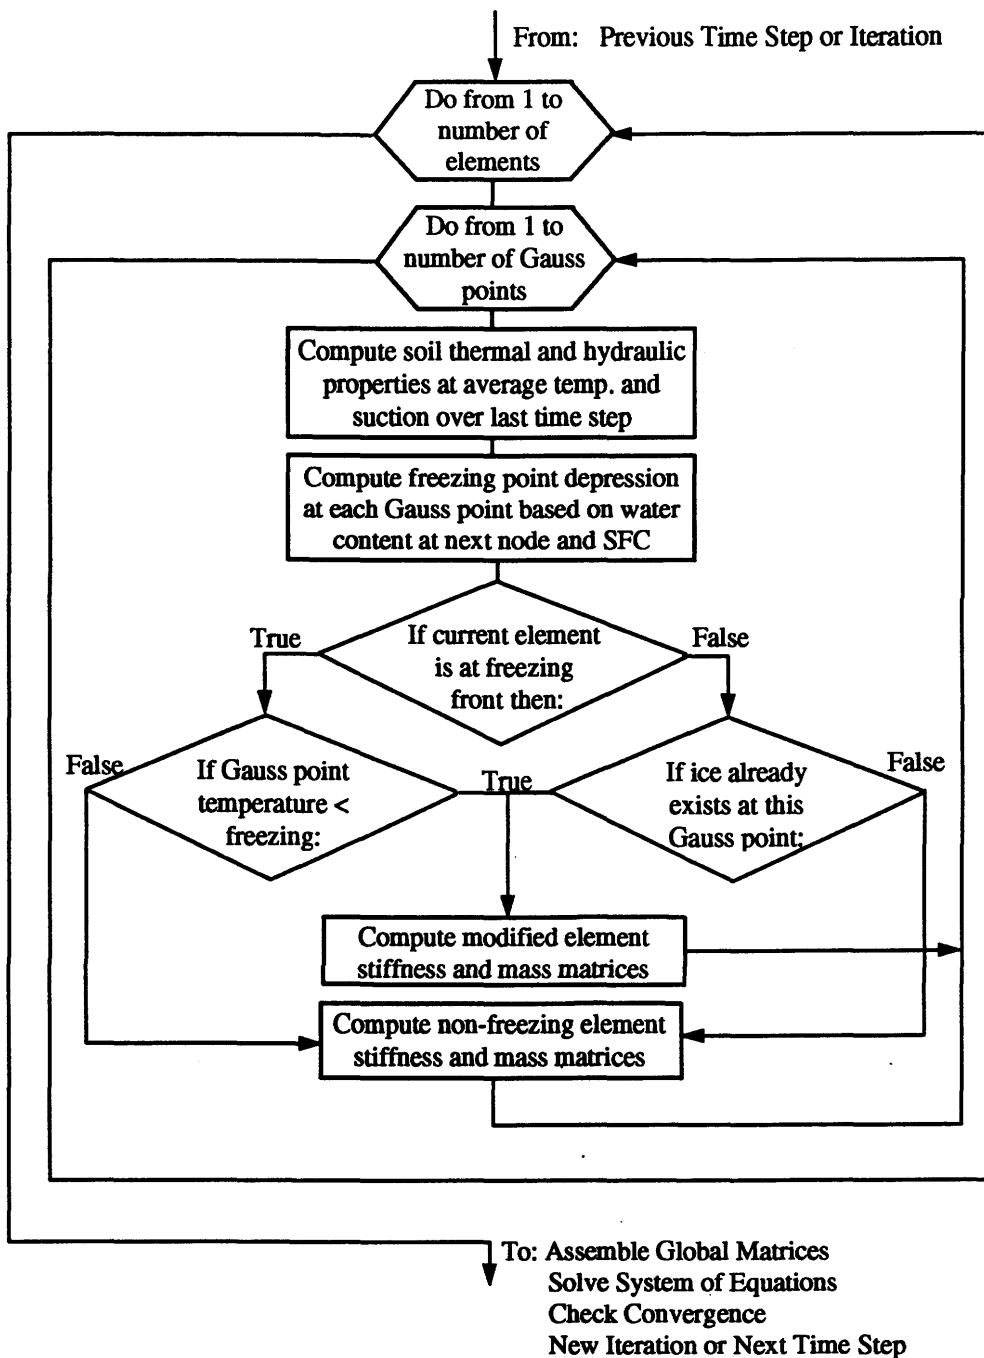 From: Previous Time Step or Iteration
Do from 1 to
number of
elements
Do from 1 to
number of Gauss
points
Compute soil thermal and hydraulic
properties at average temp. and
suction over last time step
Compute freezing point depression
at each Gauss point based on water
content at next node and SFC
True
If current element
is at freezing
front then:
False
False
If Gauss point
temperature <
freezing:
True
If ice already
exists at this
Gauss point:
False
Compute modified element
stiffness and mass matrices
Compute non-freezing element
stiffness and mass matrices
To: Assemble Global Matrices
Solve System of Equations
Check Convergence
New Iteration or Next Time Step